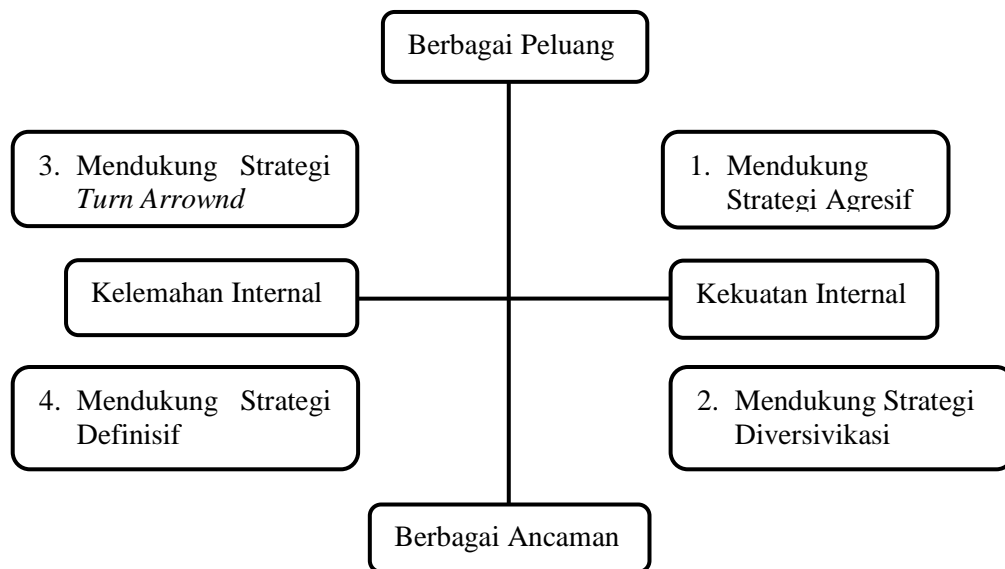 Berbagai Peluang
3. Mendukung Strategi
Turn Arrownd
1. Mendukung
Strategi Agresif
Kelemahan Internal
Kekuatan Internal
4. Mendukung Strategi
Definisif
2. Mendukung Strategi
Diversivikasi
Berbagai Ancaman